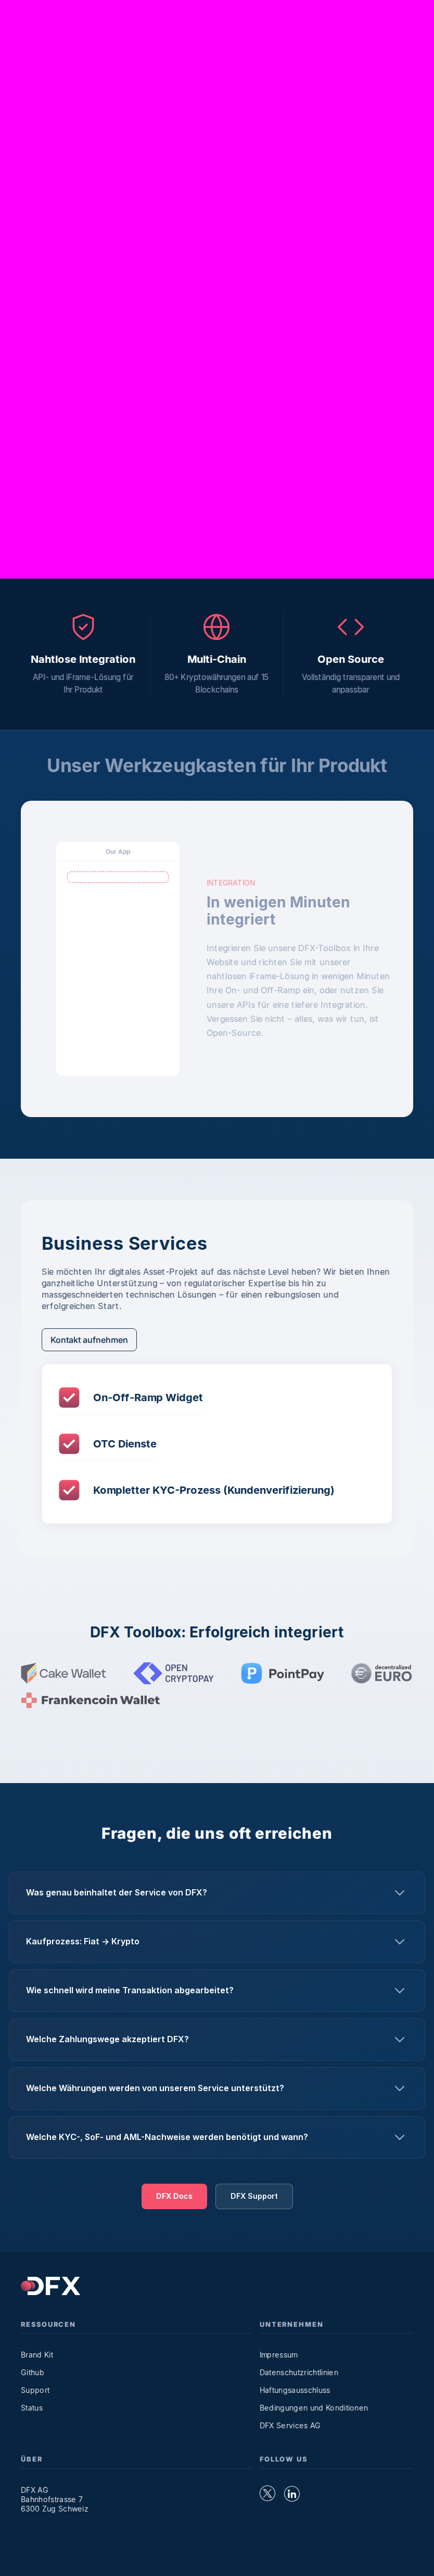 Nahtlose Integration
API- und iFrame-Lösung für
Ihr Produkt
Multi-Chain
80+ Kryptowährungen auf 15
Blockchains
Open Source
Vollständig transparent und
anpassbar
Unser Werkzeugkasten für Ihr Produkt
Our App
INTEGRATION
In wenigen Minuten
integriert
Integrieren Sie unsere DFX-Toolbox in Ihre
Website und richten Sie mit unserer
nahtlosen iFrame-Lösung in wenigen Minuten
Ihre On- und Off-Ramp ein, oder nutzen Sie
unsere APIs für eine tiefere Integration.
Vergessen Sie nicht – alles, was wir tun, ist
Open-Source.
Business Services
Sie möchten Ihr digitales Asset-Projekt auf das nächste Level heben? Wir bieten Ihnen
ganzheitliche Unterstützung – von regulatorischer Expertise bis hin zu
massgeschneiderten technischen Lösungen – für einen reibungslosen und
erfolgreichen Start.
Kontakt aufnehmen
On-Off-Ramp Widget
OTC Dienste
Kompletter KYC-Prozess (Kundenverifizierung)
DFX Toolbox: Erfolgreich integriert
Cake Wallet
OPEN
CRYPTOPAY
PointPay
decentralized
EURO
Frankencoin Wallet
Fragen, die uns oft erreichen
Was genau beinhaltet der Service von DFX?
Kaufprozess: Fiat → Krypto
Wie schnell wird meine Transaktion abgearbeitet?
Welche Zahlungswege akzeptiert DFX?
Welche Währungen werden von unserem Service unterstützt?
Welche KYC-, SoF- und AML-Nachweise werden benötigt und wann?
DFX Docs
DFX Support
DFX
RESSOURCEN
Brand Kit
Github
Support
Status
UNTERNEHMEN
Impressum
Datenschutzrichtlinien
Haftungsausschluss
Bedingungen und Konditionen
DFX Services AG
ÜBER
DFX AG
Bahnhofstrasse 7
6300 Zug Schweiz
FOLLOW US